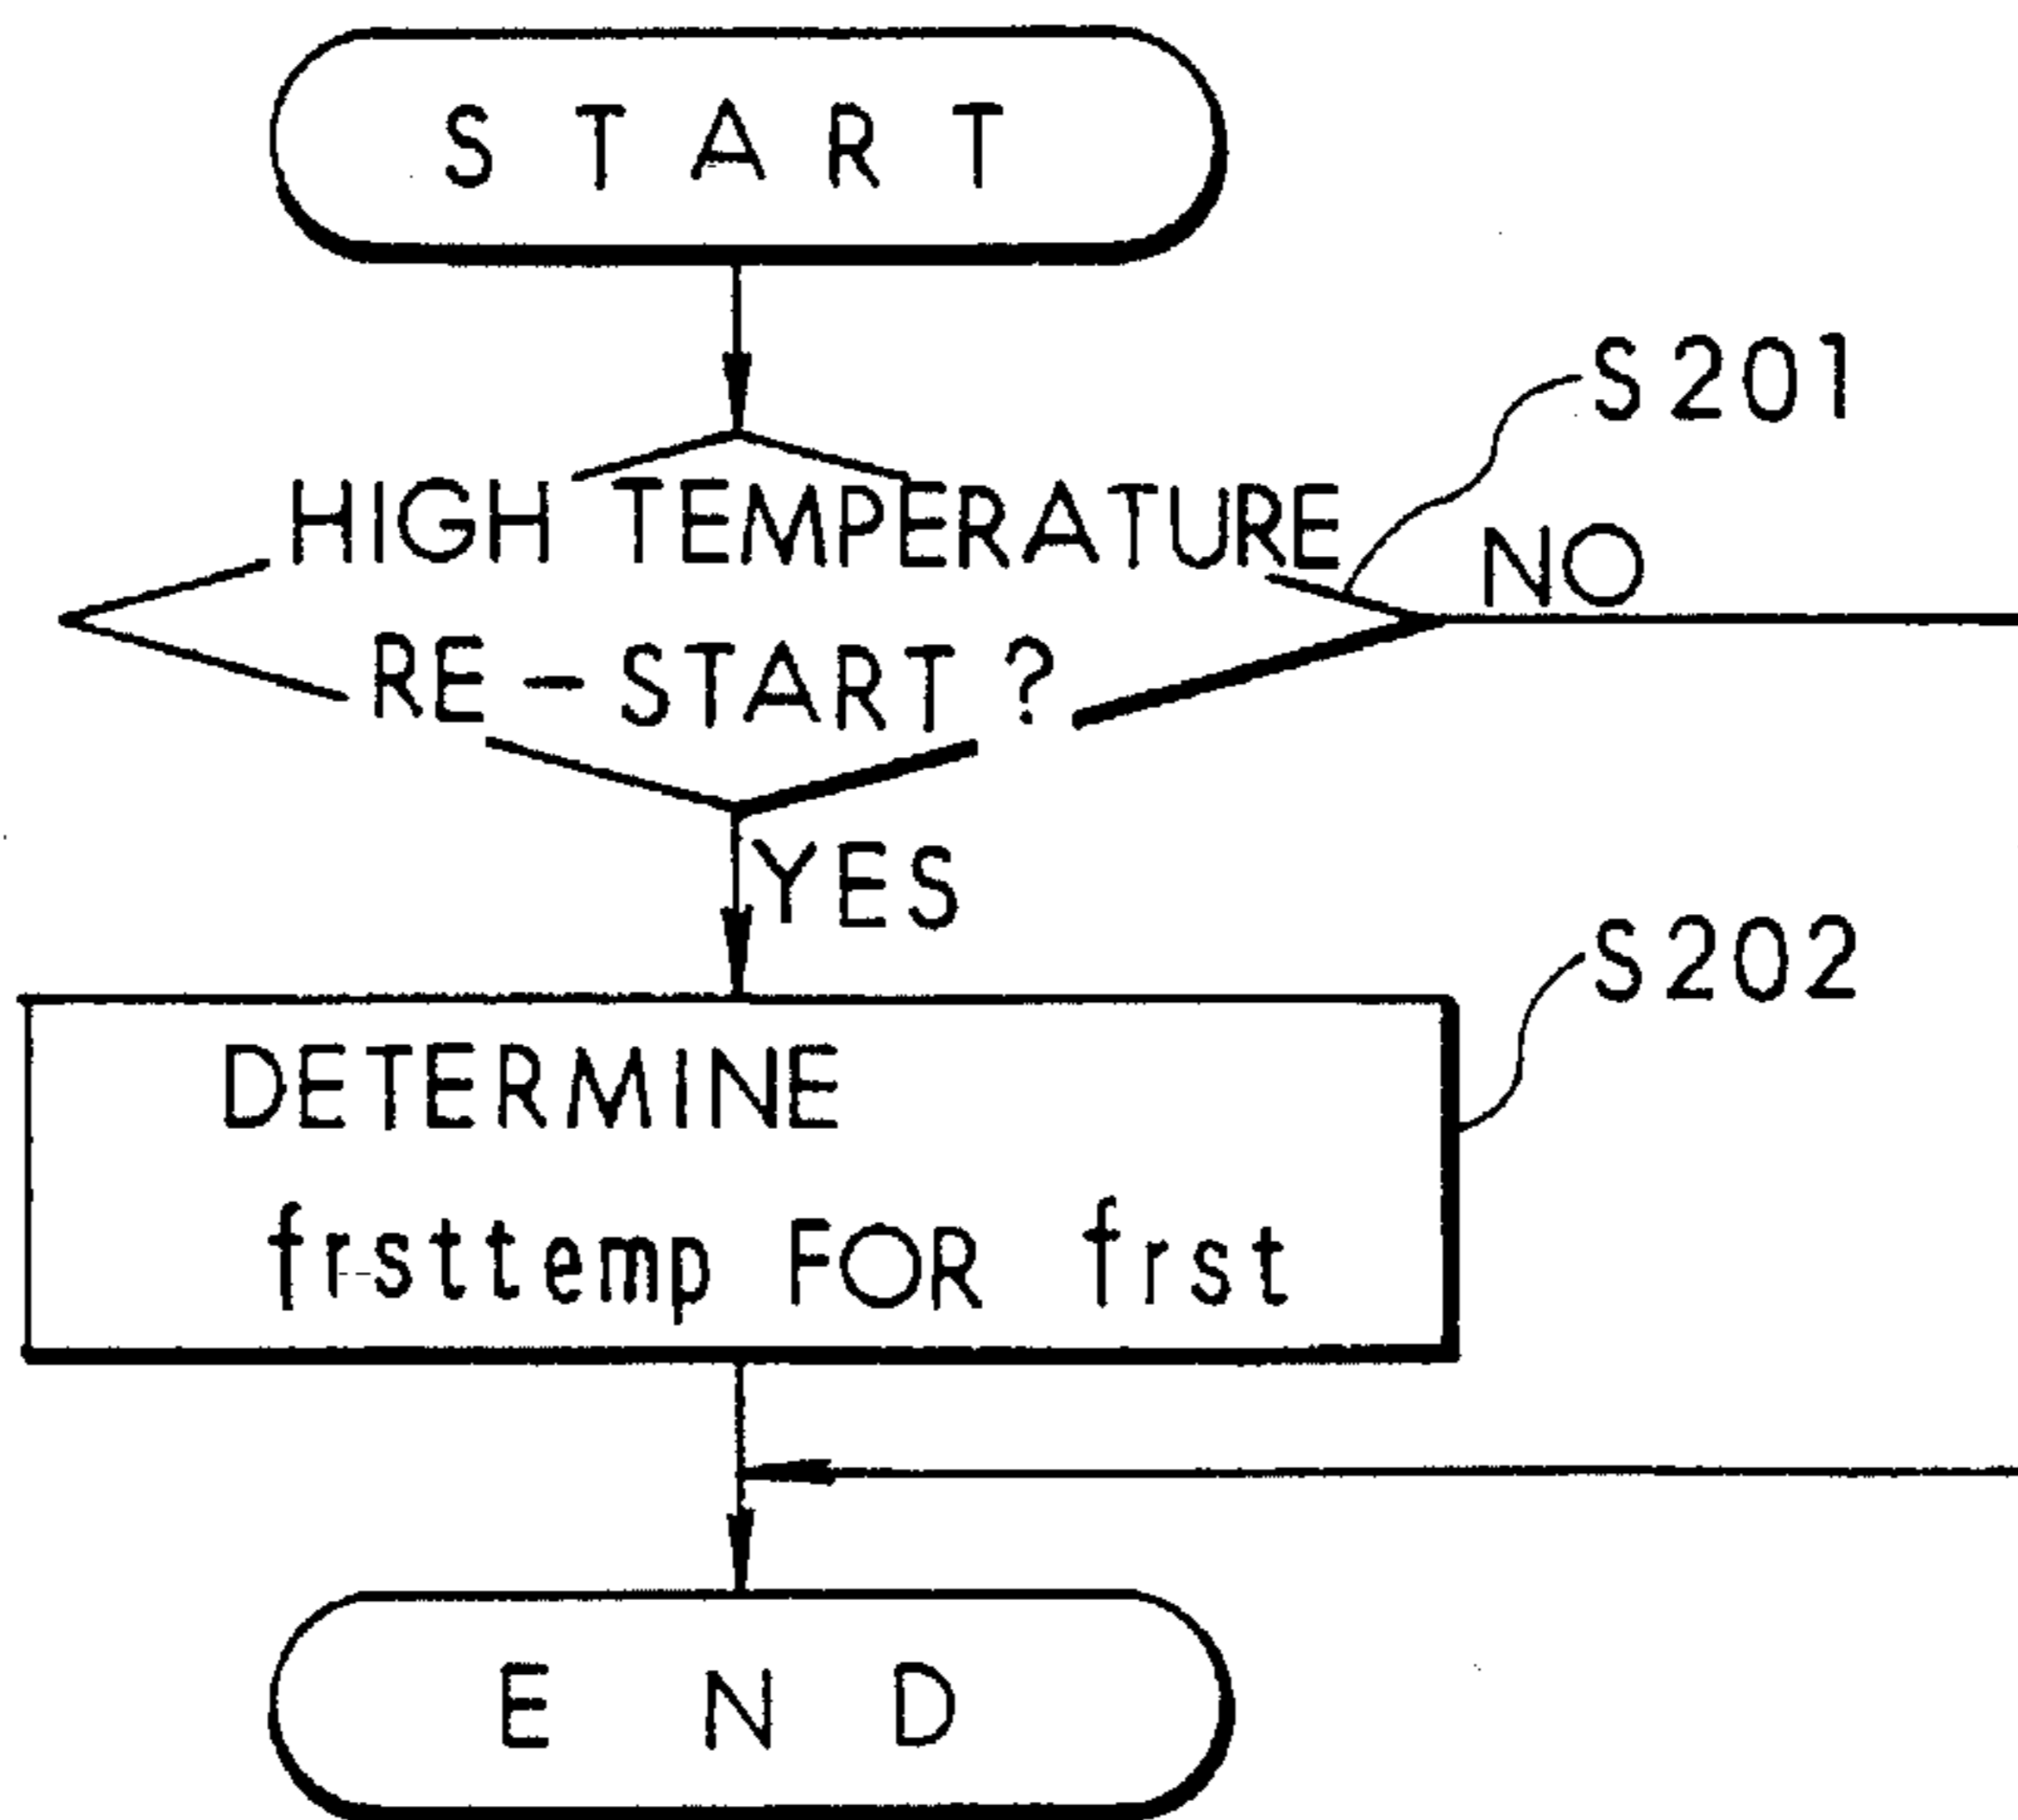 START
S201
HIGH TEMPERATURE
NO
RE-START?
YES
S202
DETERMINE
frsttemp FOR frst
END